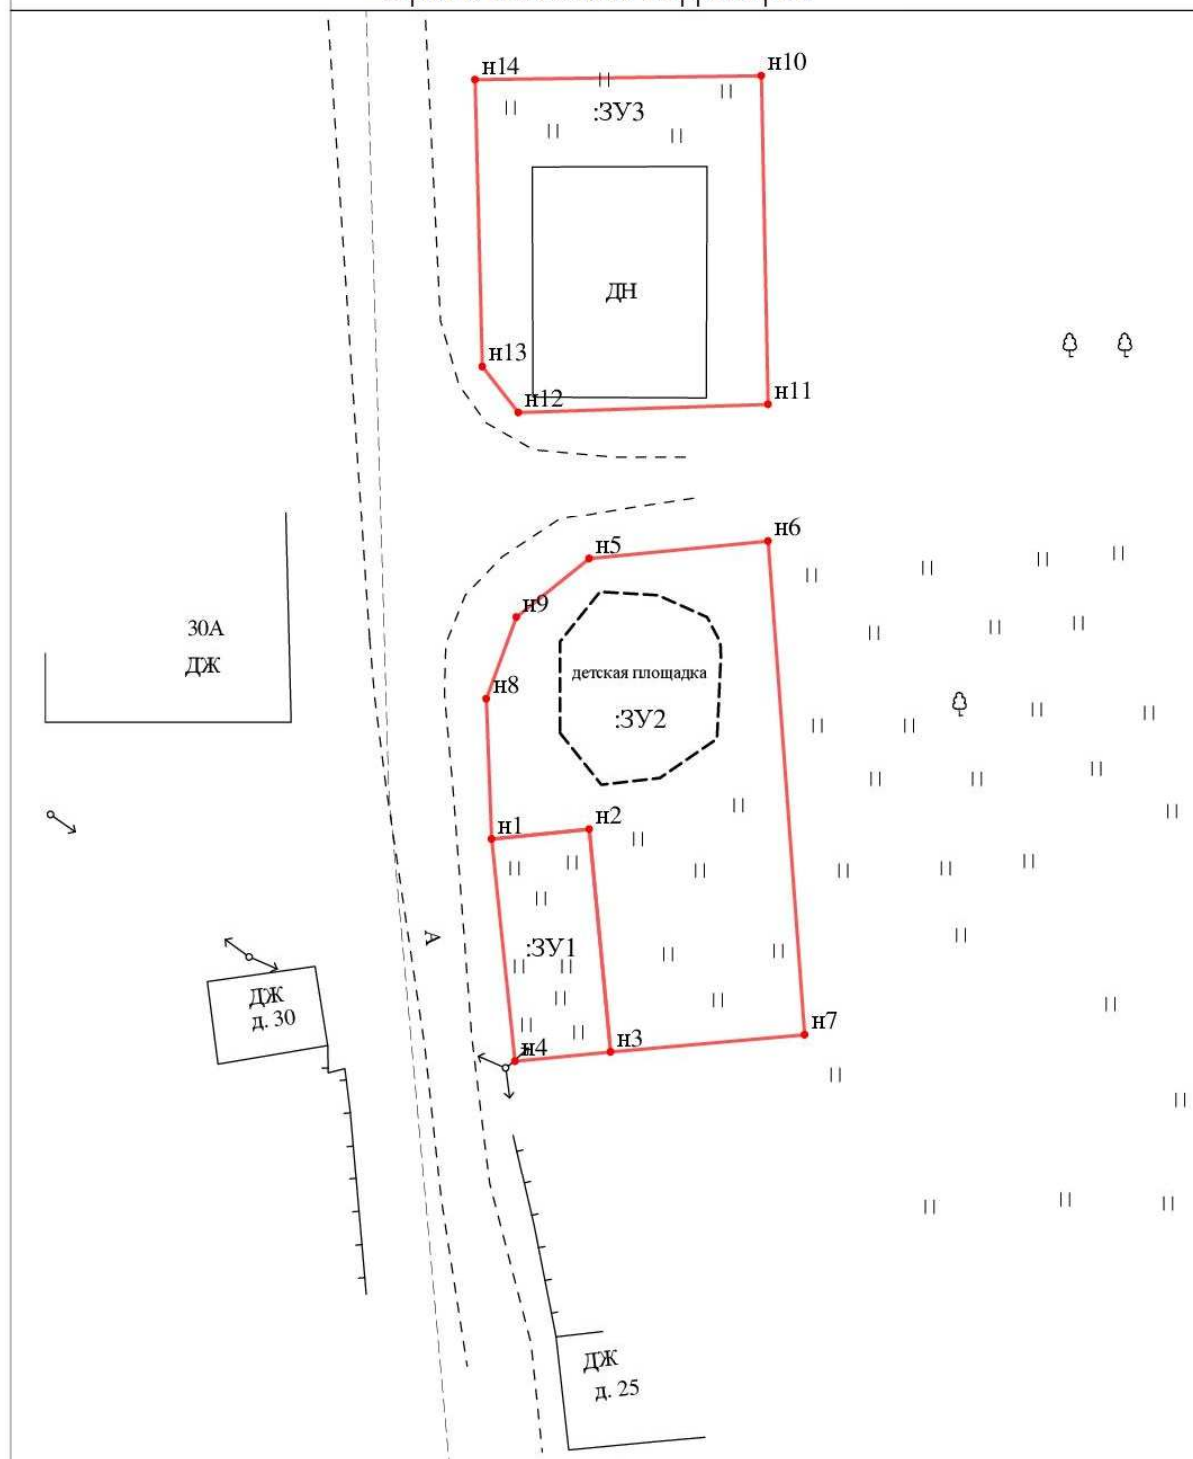 н14
н10
:ЗУ3
ДН
н13
н12
н11
н5
н6
н9
30А
ДЖ
детская площадка
н8
:ЗУ2
н1
н2
А
:ЗУ1
ДЖ
д. 30
н4
н3
н7
ДЖ
д. 25